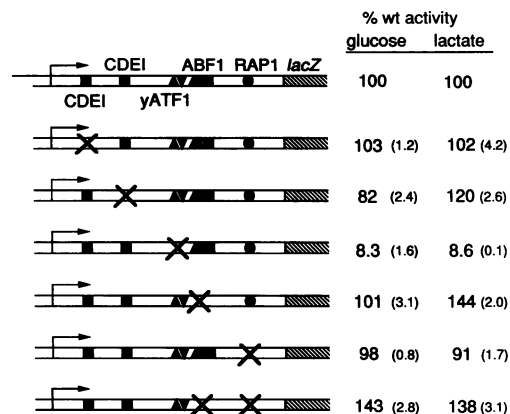 % wt activity
glucose lactate
CDEI ABF1 RAP1 lacZ
100 100
CDEI yATF1
103 (1.2) 102 (4.2)
82 (2.4) 120 (2.6)
8.3 (1.6) 8.6 (0.1)
101 (3.1) 144 (2.0)
98 (0.8) 91 (1.7)
143 (2.8) 138 (3.1)